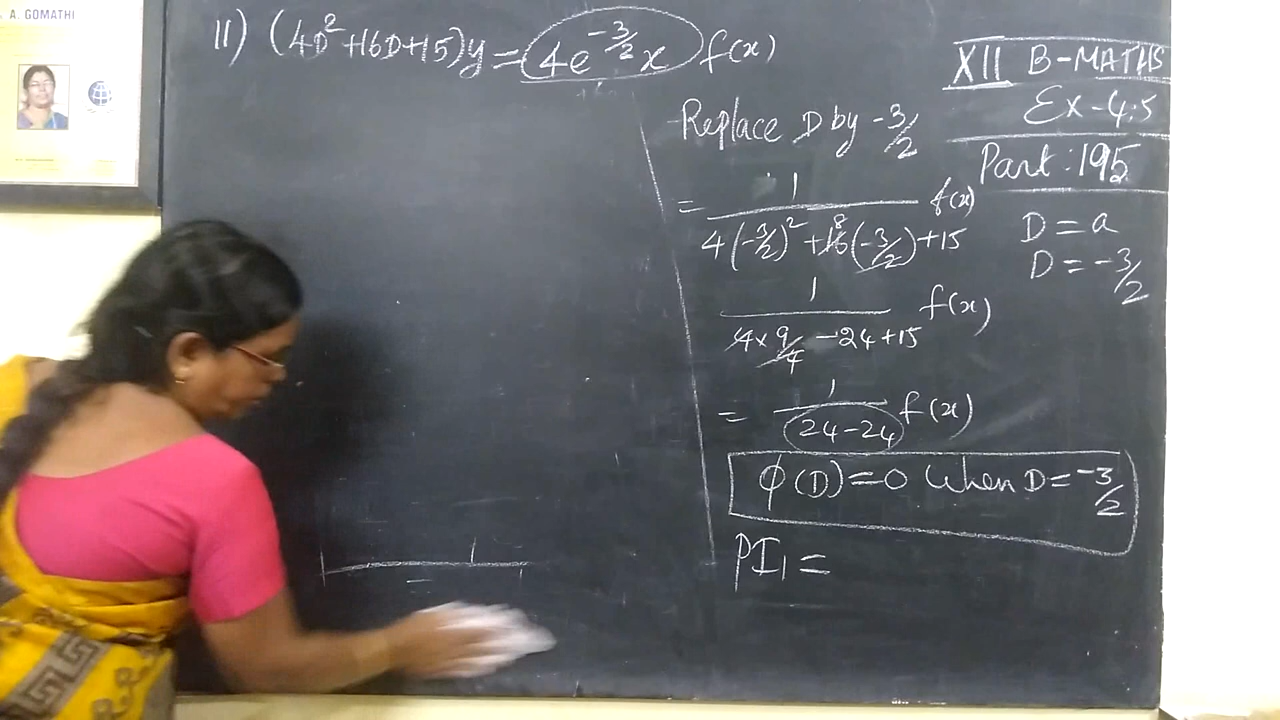 A. GOMATHI
11) (4D²+16D+15)y = 4e^{-3/2 x} f(x)
XII B-MATHS
Ex-4.5
Part:195
Replace D by -3/2
= 1/(4(-3/2)² + 16 8 (-3/2) + 15) f(x)
D = a
D = -3/2
1/(4×9/4 -24+15) f(x)
= 1/(24-24) f(x)
φ(D)=0 when D=-3/2
PI₁ =